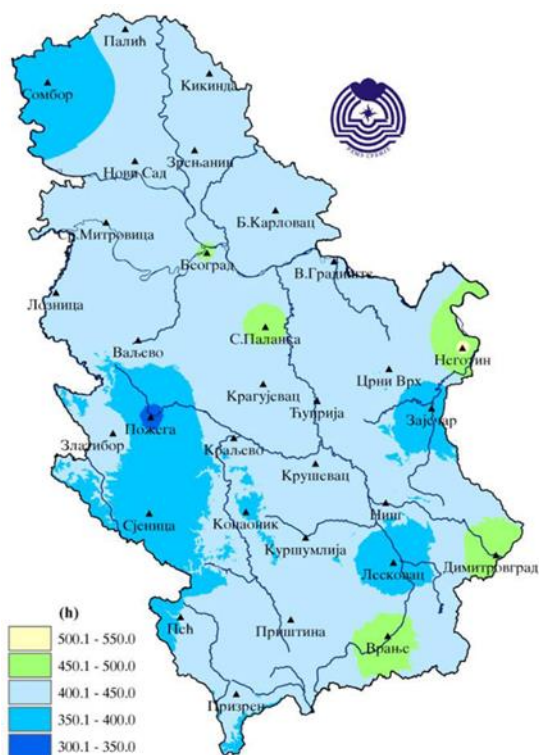 Палић
Сомбор
Кикинда
Зрењанин
Нови Сад
Б.Карловац
Ср.Митровица
Београд
В.Градиште
Лозница
С.Паланка
Ваљево
Неготин
Црни Врх
Крагујевац
Ћуприја
Зајечар
Пожега
Златибор
Краљево
Крушевац
Сјеница
Копаоник
Ниш
Куршумлија
Димитровград
Лесковац
(h)
Пећ
Приштина
Врање
500.1 - 550.0
450.1 - 500.0
400.1 - 450.0
Призрен
350.1 - 400.0
300.1 - 350.0